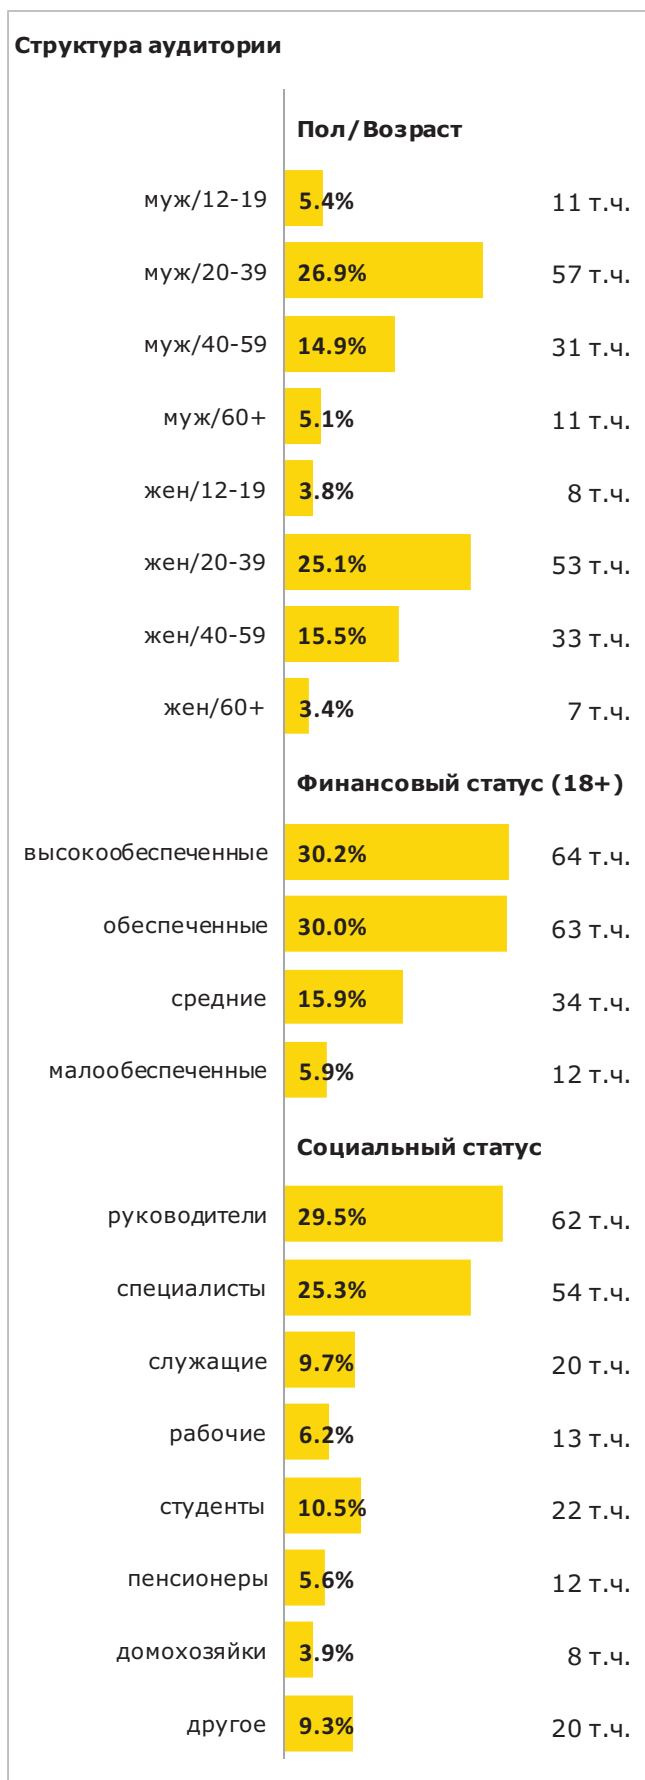 Структура аудитории
Пол/Возраст
муж/12-19 5.4% 11 т.ч.
муж/20-39 26.9% 57 т.ч.
муж/40-59 14.9% 31 т.ч.
муж/60+ 5.1% 11 т.ч.
жен/12-19 3.8% 8 т.ч.
жен/20-39 25.1% 53 т.ч.
жен/40-59 15.5% 33 т.ч.
жен/60+ 3.4% 7 т.ч.
Финансовый статус (18+)
высокообеспеченные 30.2% 64 т.ч.
обеспеченные 30.0% 63 т.ч.
средние 15.9% 34 т.ч.
малообеспеченные 5.9% 12 т.ч.
Социальный статус
руководители 29.5% 62 т.ч.
специалисты 25.3% 54 т.ч.
служащие 9.7% 20 т.ч.
рабочие 6.2% 13 т.ч.
студенты 10.5% 22 т.ч.
пенсионеры 5.6% 12 т.ч.
домохозяйки 3.9% 8 т.ч.
другое 9.3% 20 т.ч.